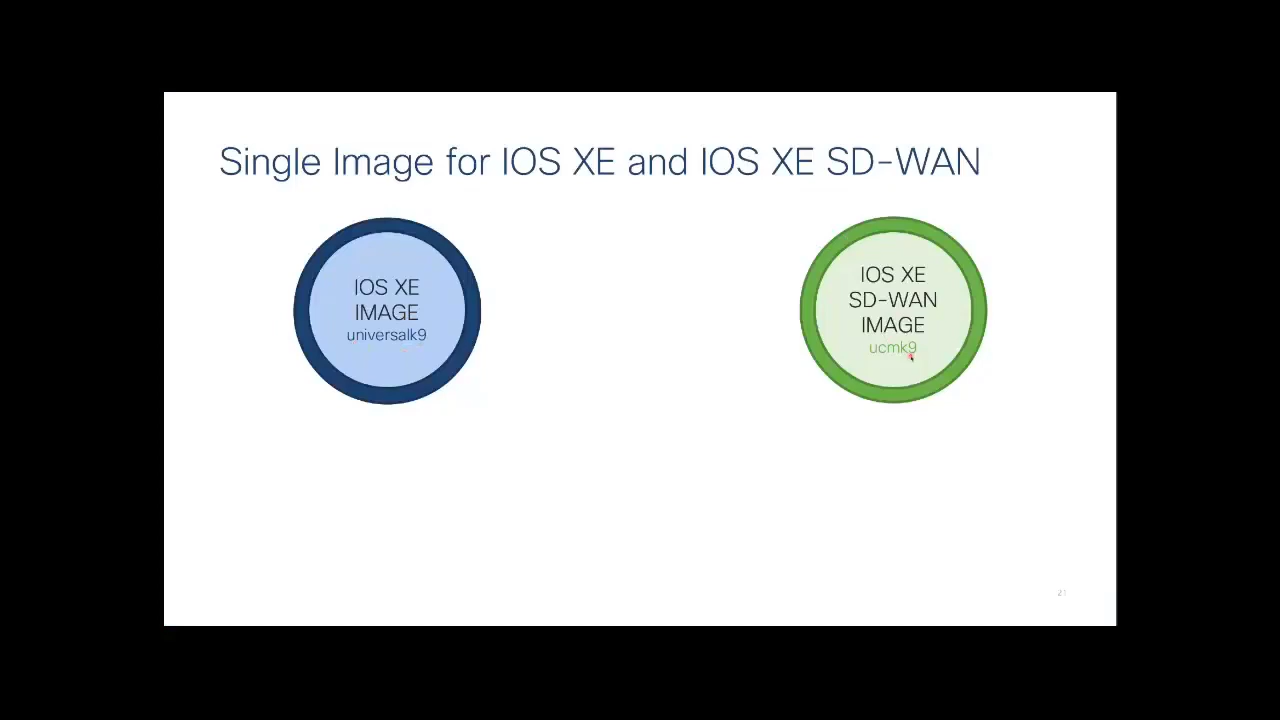 Single Image for IOS XE and IOS XE SD-WAN
IOS XE
IMAGE
universalk9
IOS XE
SD-WAN
IMAGE
ucmk9
21